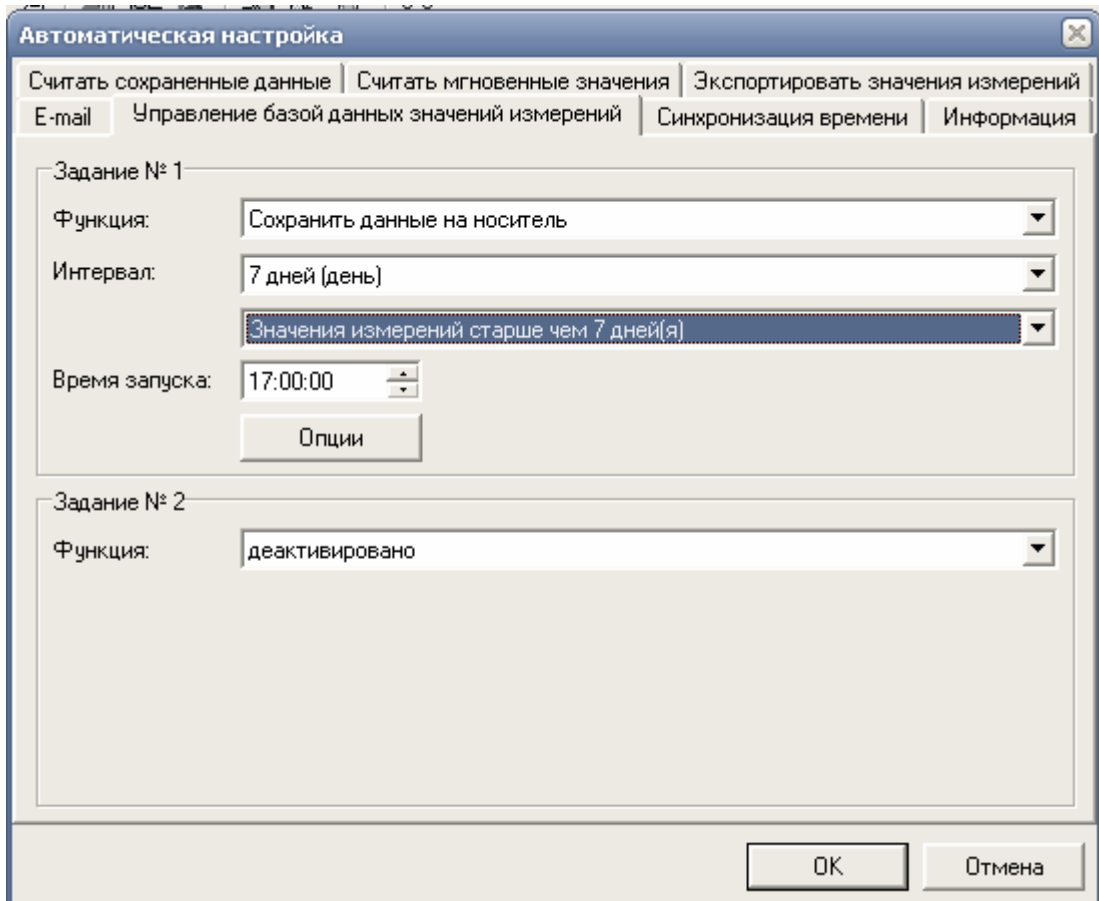 Автоматическая настройка
Считать сохраненные данные Считать мгновенные значения Экспортировать значения измерений
E-mail Управление базой данных значений измерений Синхронизация времени Информация
Задание № 1
Функция: Сохранить данные на носитель
Интервал: 7 дней (день)
Значения измерений старше чем 7 дней(я)
Время запуска: 17:00:00
Опции
Задание № 2
Функция: деактивировано
OK Отмена